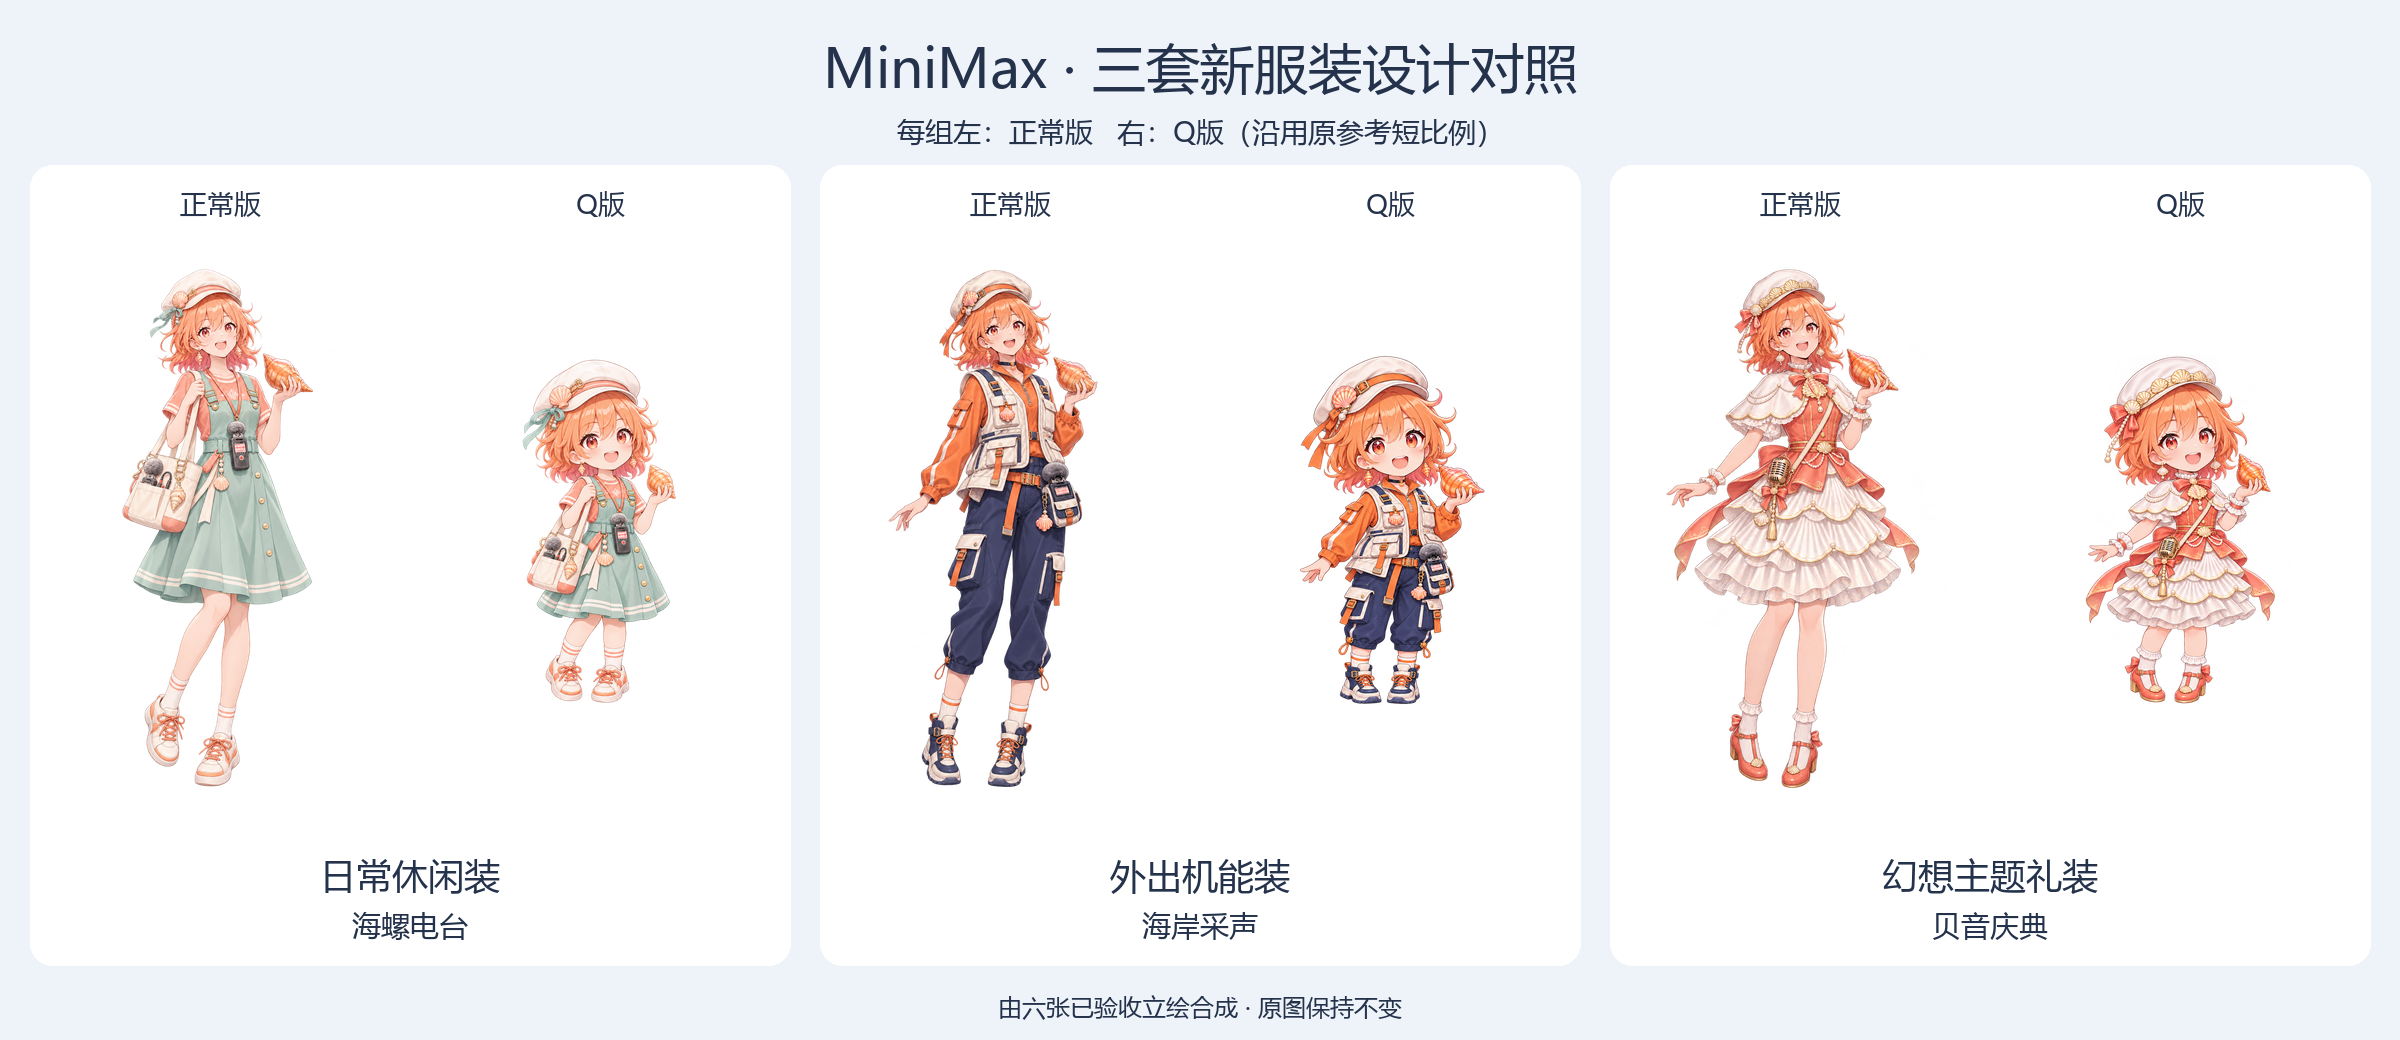 MiniMax · 三套新服装设计对照
每组左：正常版 右：Q版（沿用原参考短比例）
正常版 Q版
正常版 Q版
正常版 Q版
日常休闲装
海螺电台
外出机能装
海岸采声
幻想主题礼装
贝音庆典
由六张已验收立绘合成 · 原图保持不变